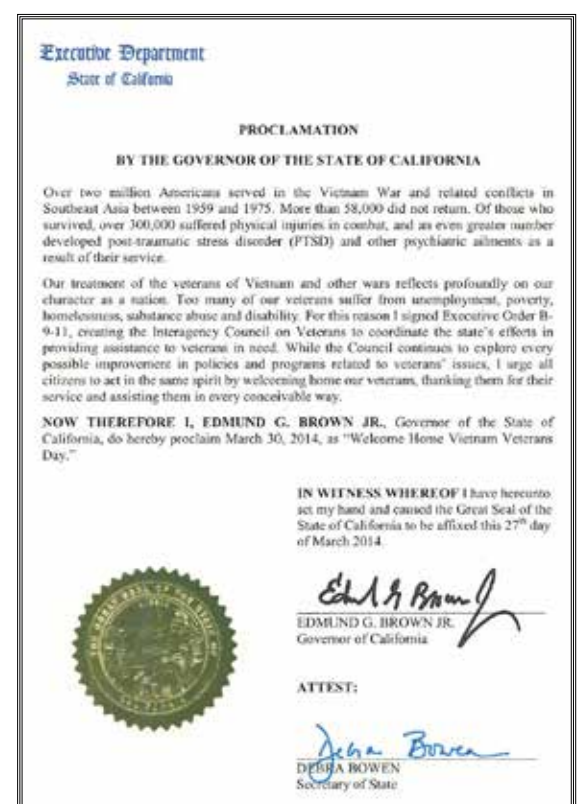 Executive Department
State of California
PROCLAMATION
BY THE GOVERNOR OF THE STATE OF CALIFORNIA
Over two million Americans served in the Vietnam War and related conflicts in
Southeast Asia between 1959 and 1975. More than 58,000 did not return. Of those who
survived, over 300,000 suffered physical injuries in combat, and an even greater number
developed post-traumatic stress disorder (PTSD) and other psychiatric ailments as a
result of their service.
Our treatment of the veterans of Vietnam and other wars reflects profoundly on our
character as a nation. Too many of our veterans suffer from unemployment, poverty,
homelessness, substance abuse and disability. For this reason I signed Executive Order B-
9-11, creating the Interagency Council on Veterans to coordinate the state's efforts in
providing assistance to veterans in need. While the Council continues to explore every
possible improvement in policies and programs related to veterans' issues, I urge all
citizens to act in the same spirit by welcoming home our veterans, thanking them for their
service and assisting them in every conceivable way.
NOW THEREFORE I, EDMUND G. BROWN JR., Governor of the State of
California, do hereby proclaim March 30, 2014, as "Welcome Home Vietnam Veterans
Day."
IN WITNESS WHEREOF I have hereunto
set my hand and caused the Great Seal of the
State of California to be affixed this 27th day
of March 2014.
Edmund G Brown Jr
EDMUND G. BROWN JR.
Governor of California
ATTEST:
Debra Bowen
DEBRA BOWEN
Secretary of State